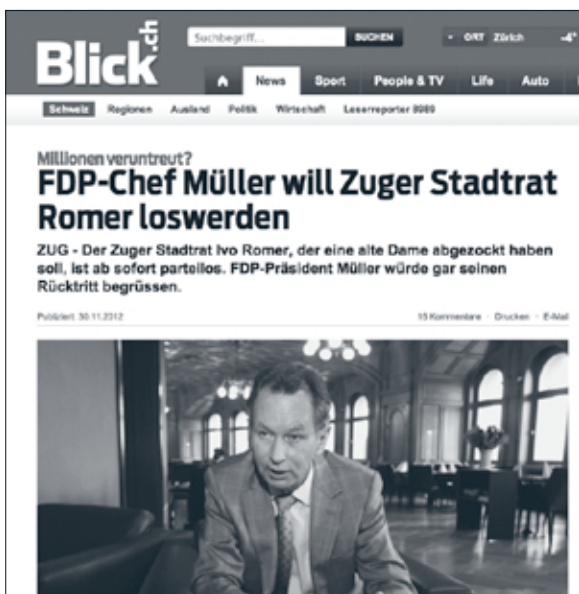 Blick.ch
Suchbegriff...
SUCHEN
ORT Zürich -4°
News Sport People & TV Life Auto
Schweiz Regionen Ausland Politik Wirtschaft Leserreporter 8989
Millionen veruntreut?
FDP-Chef Müller will Zuger Stadtrat
Romer loswerden
ZUG - Der Zuger Stadtrat Ivo Romer, der eine alte Dame abgezockt haben
soll, ist ab sofort parteilos. FDP-Präsident Müller würde gar seinen
Rücktritt begrüssen.
Publiziert: 30.11.2012
15 Kommentare · Drucken · E-Mail